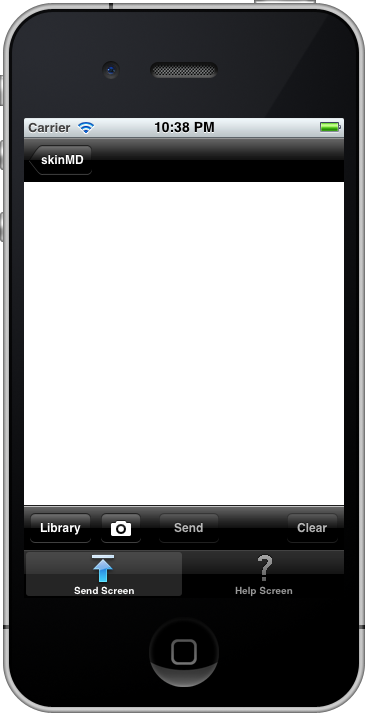 Carrier 10:38 PM
skinMD
Library Send Clear
Send Screen Help Screen